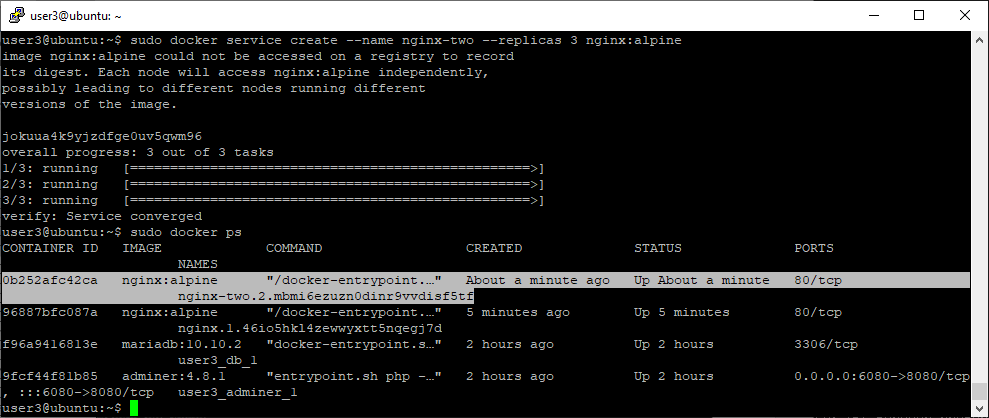 user3@ubuntu: ~
user3@ubuntu:~$ sudo docker service create --name nginx-two --replicas 3 nginx:alpine
image nginx:alpine could not be accessed on a registry to record
its digest. Each node will access nginx:alpine independently,
possibly leading to different nodes running different
versions of the image.
jokuua4k9yjzdfge0uv5qwm96
overall progress: 3 out of 3 tasks
1/3: running   [==================================================>]
2/3: running   [==================================================>]
3/3: running   [==================================================>]
verify: Service converged
user3@ubuntu:~$ sudo docker ps
CONTAINER ID   IMAGE             COMMAND                  CREATED              STATUS              PORTS
                      NAMES
0b252afc42ca   nginx:alpine      "/docker-entrypoint.…"   About a minute ago   Up About a minute   80/tcp
                      nginx-two.2.mbmi6ezuzn0dinr9vvdisf5tf
96887bfc087a   nginx:alpine      "/docker-entrypoint.…"   5 minutes ago        Up 5 minutes        80/tcp
                      nginx.1.46io5hkl4zewwyxtt5nqegj7d
f96a9416813e   mariadb:10.10.2   "docker-entrypoint.s…"   2 hours ago          Up 2 hours          3306/tcp
                      user3_db_1
9fcf44f81b85   adminer:4.8.1     "entrypoint.sh php -…"   2 hours ago          Up 2 hours          0.0.0.0:6080->8080/tcp
, :::6080->8080/tcp   user3_adminer_1
user3@ubuntu:~$